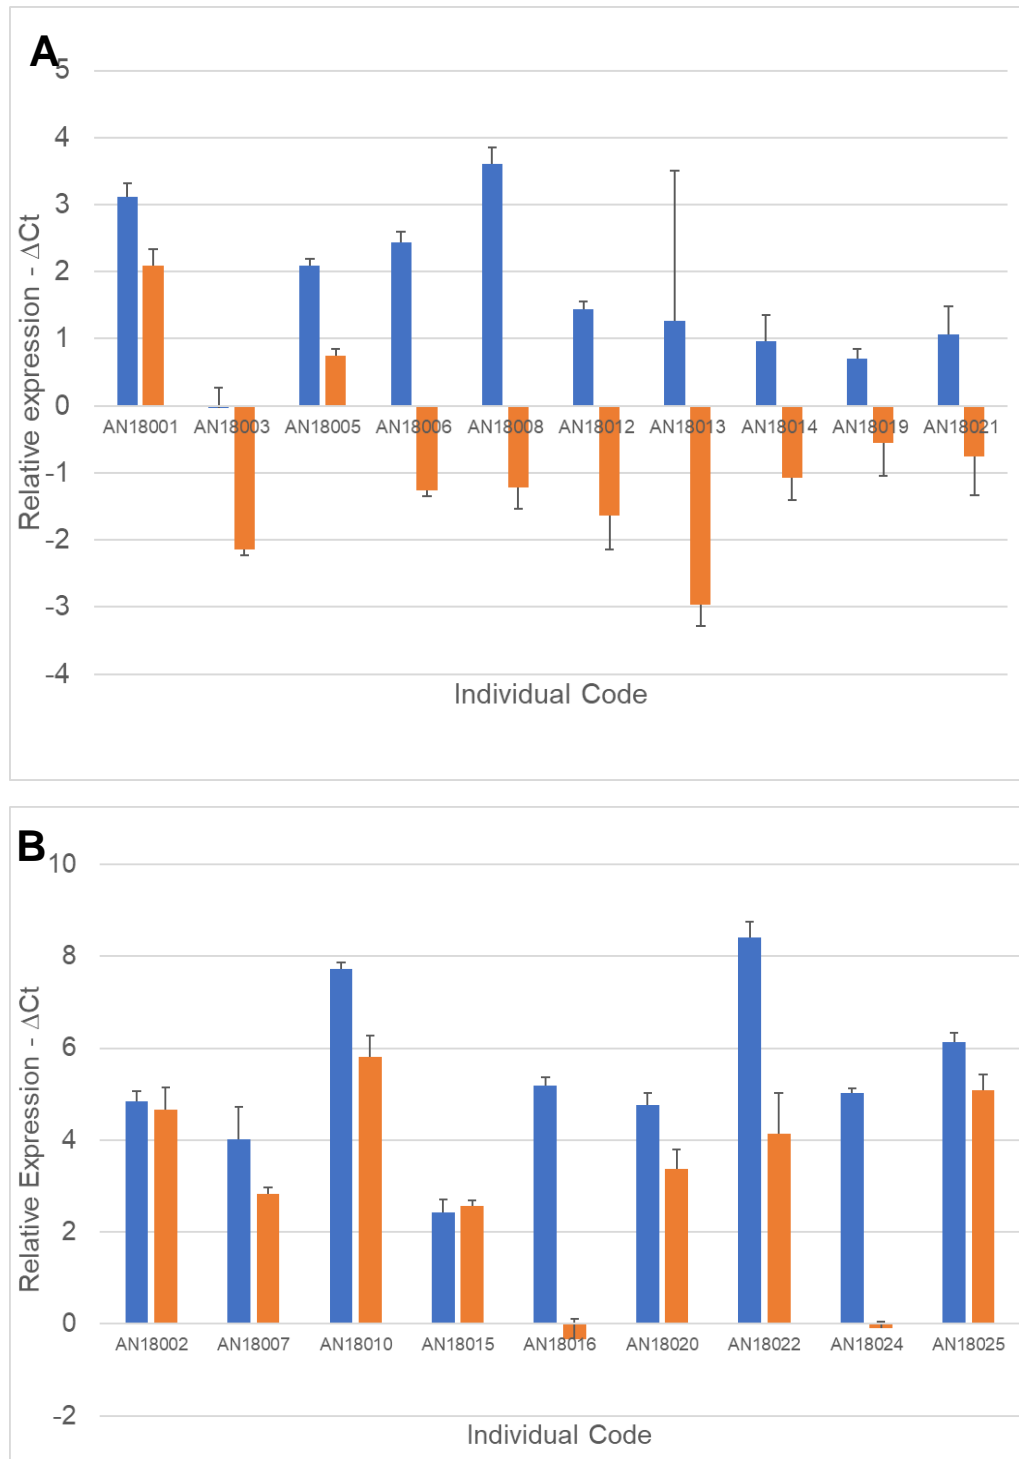 A
5
4
3
2
1
0
-1
-2
-3
-4
Relative expression - ΔCt
AN18001 AN18003 AN18005 AN18006 AN18008 AN18012 AN18013 AN18014 AN18019 AN18021
Individual Code
B
10
8
6
4
2
0
-2
Relative Expression - ΔCt
AN18002 AN18007 AN18010 AN18015 AN18016 AN18020 AN18022 AN18024 AN18025
Individual Code